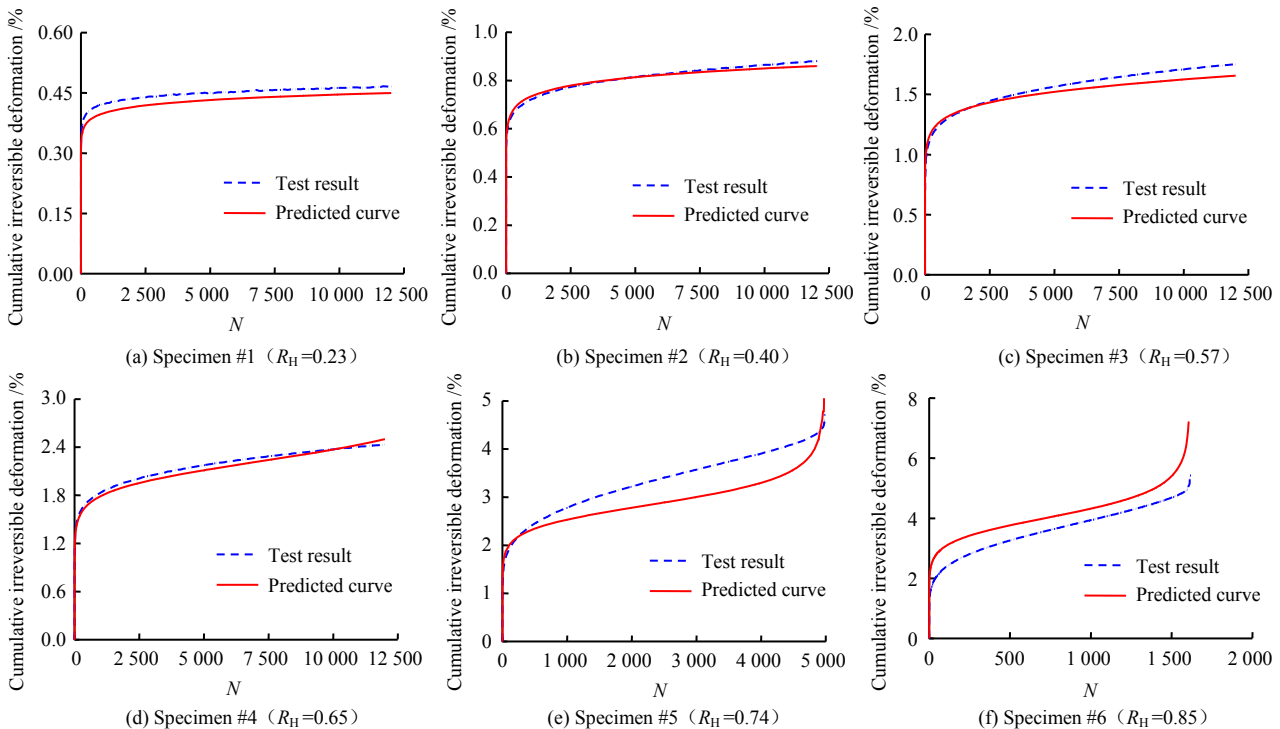 Cumulative irreversible deformation /%
0.60
0.45
0.30
0.15
0.00
0
2 500
5 000
7 500
10 000
12 500
N
Test result
Predicted curve
(a) Specimen #1（RH=0.23）
Cumulative irreversible deformation /%
1.0
0.8
0.6
0.4
0.2
0.0
0
2 500
5 000
7 500
10 000
12 500
N
Test result
Predicted curve
(b) Specimen #2（RH=0.40）
Cumulative irreversible deformation /%
2.0
1.5
1.0
0.5
0.0
0
2 500
5 000
7 500
10 000
12 500
N
Test result
Predicted curve
(c) Specimen #3（RH=0.57）
Cumulative irreversible deformation /%
3.0
2.4
1.8
1.2
0.6
0.0
0
2 500
5 000
7 500
10 000
12 500
N
Test result
Predicted curve
(d) Specimen #4（RH=0.65）
Cumulative irreversible deformation /%
5
4
3
2
1
0
0
1 000
2 000
3 000
4 000
5 000
N
Test result
Predicted curve
(e) Specimen #5（RH=0.74）
Cumulative irreversible deformation /%
8
6
4
2
0
0
500
1 000
1 500
2 000
N
Test result
Predicted curve
(f) Specimen #6（RH=0.85）